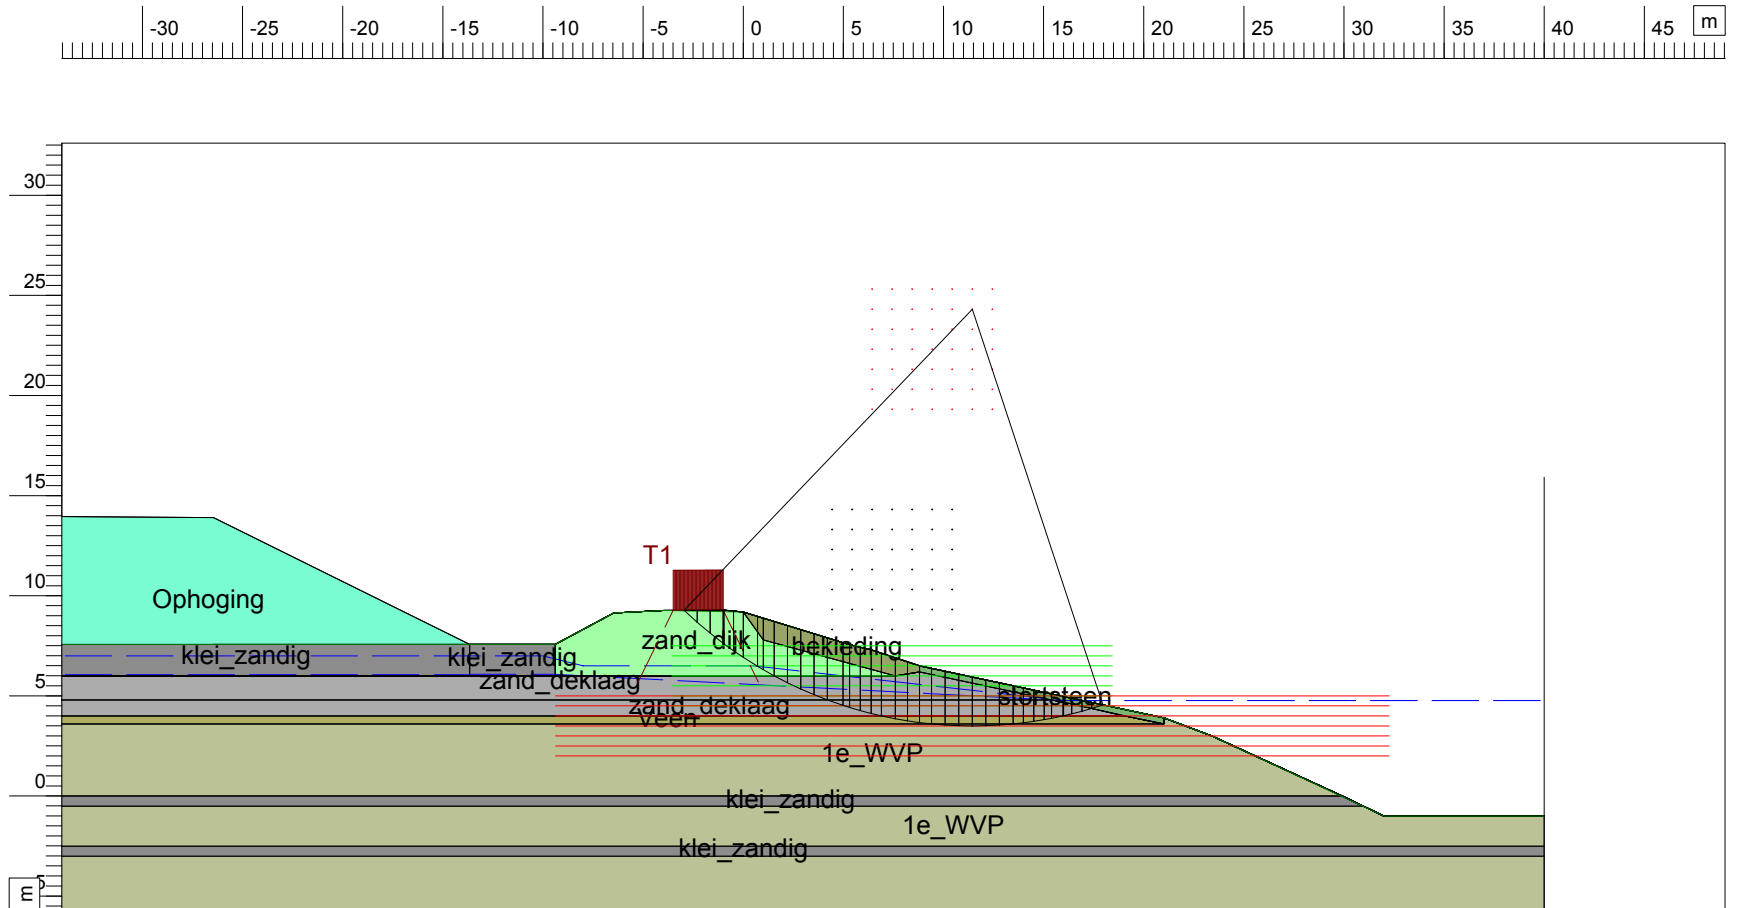 -30 -25 -20 -15 -10 -5 0 5 10 15 20 25 30 35 40 45 m
30
25
20
15
T1
10
Ophoging
zand_dijk
bekleding
klei_zandig
klei_zandig
5
zand_deklaag
stortsteen
zand_deklaag
veen
1e_WVP
0
klei_zandig
1e_WVP
klei_zandig
-5
m